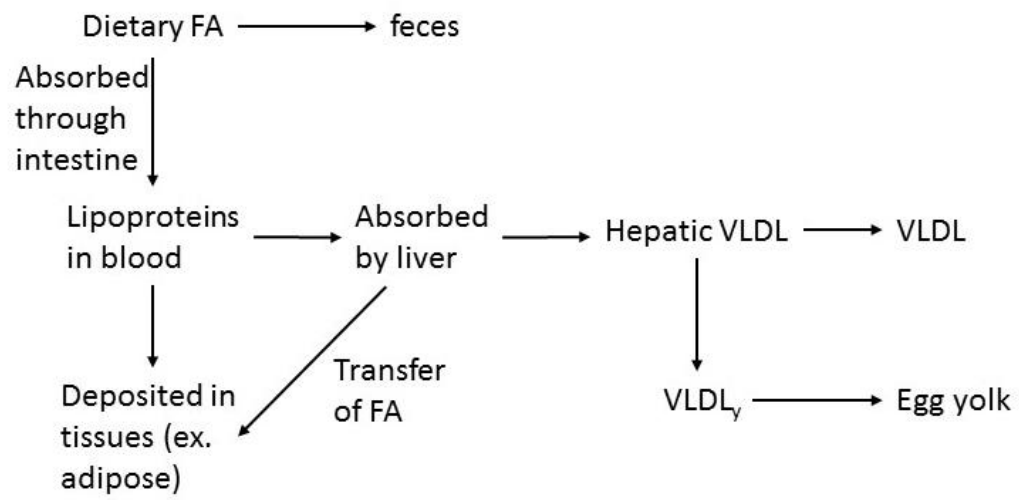 Dietary FA
feces
Absorbed
through
intestine
Lipoproteins
in blood
Absorbed
by liver
Hepatic VLDL
VLDL
Transfer
of FA
Deposited in
tissues (ex.
adipose)
VLDLy
Egg yolk